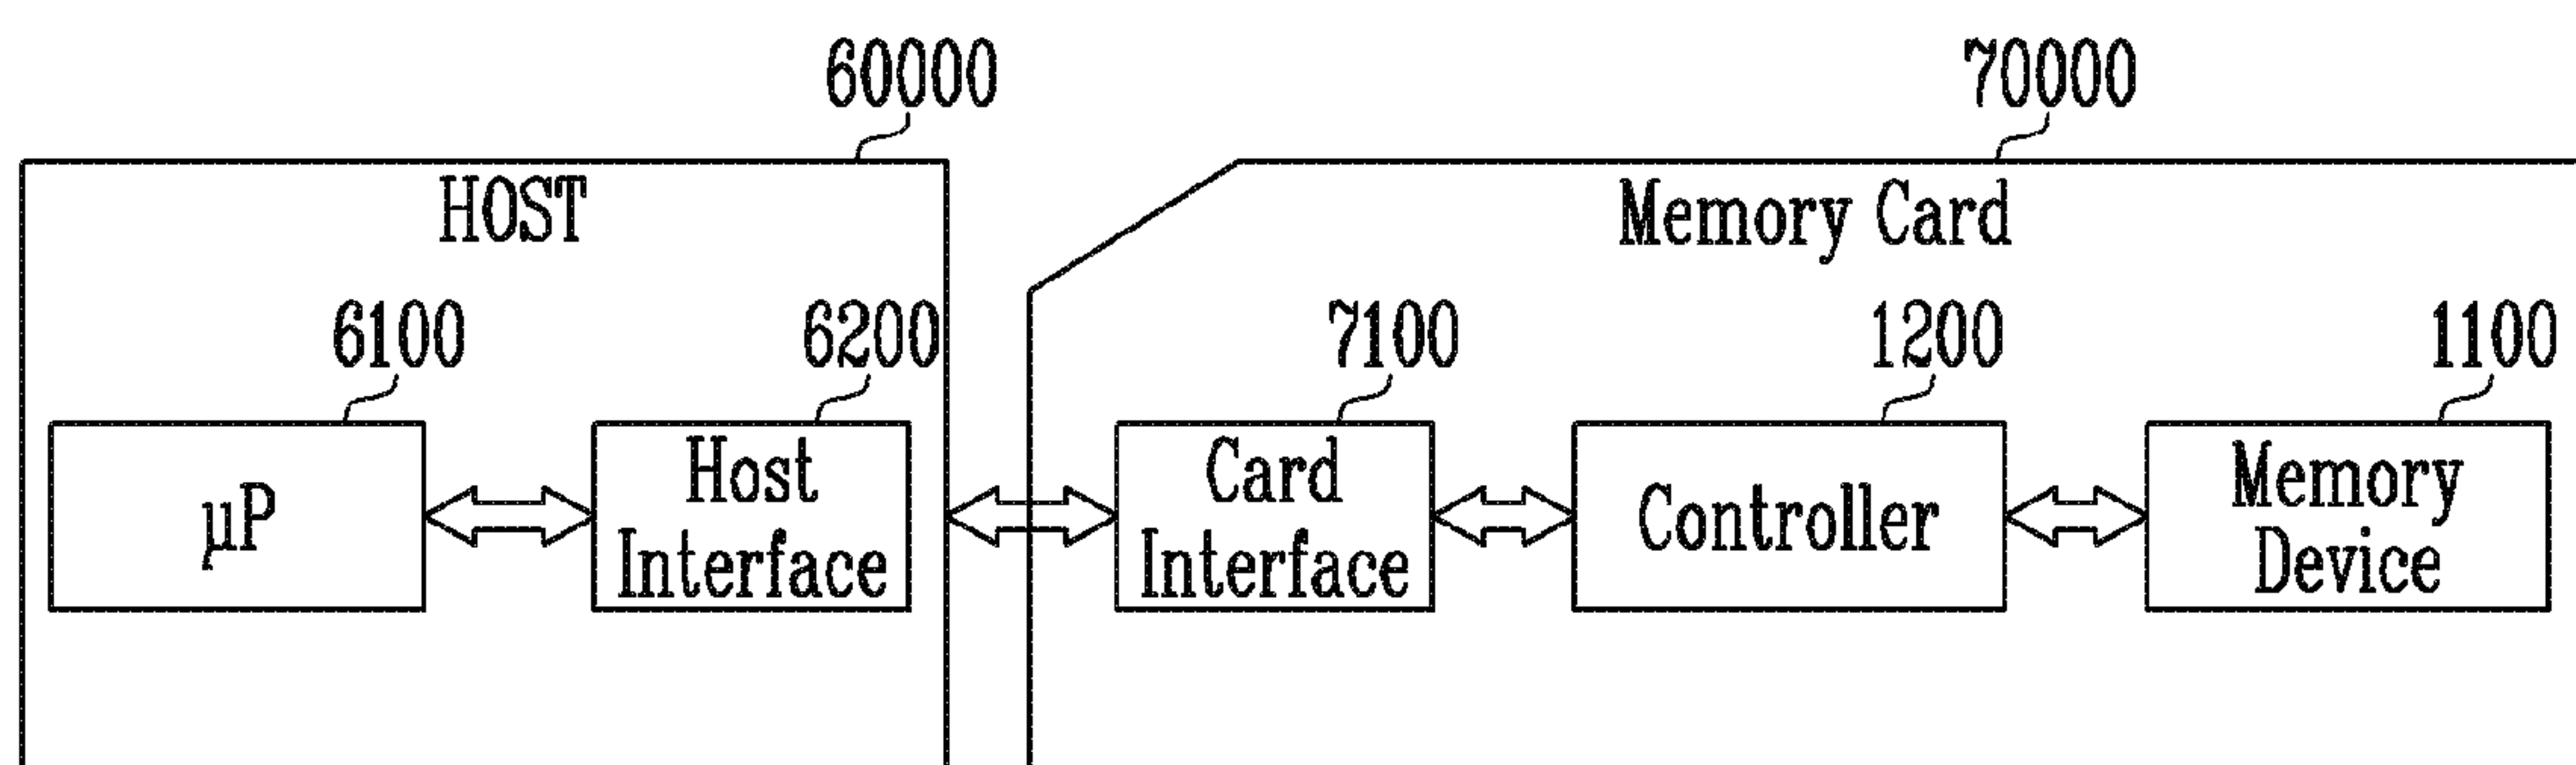 60000
70000
HOST
Memory Card
6100
6200
7100
1200
1100
µP
Host
Interface
Card
Interface
Controller
Memory
Device